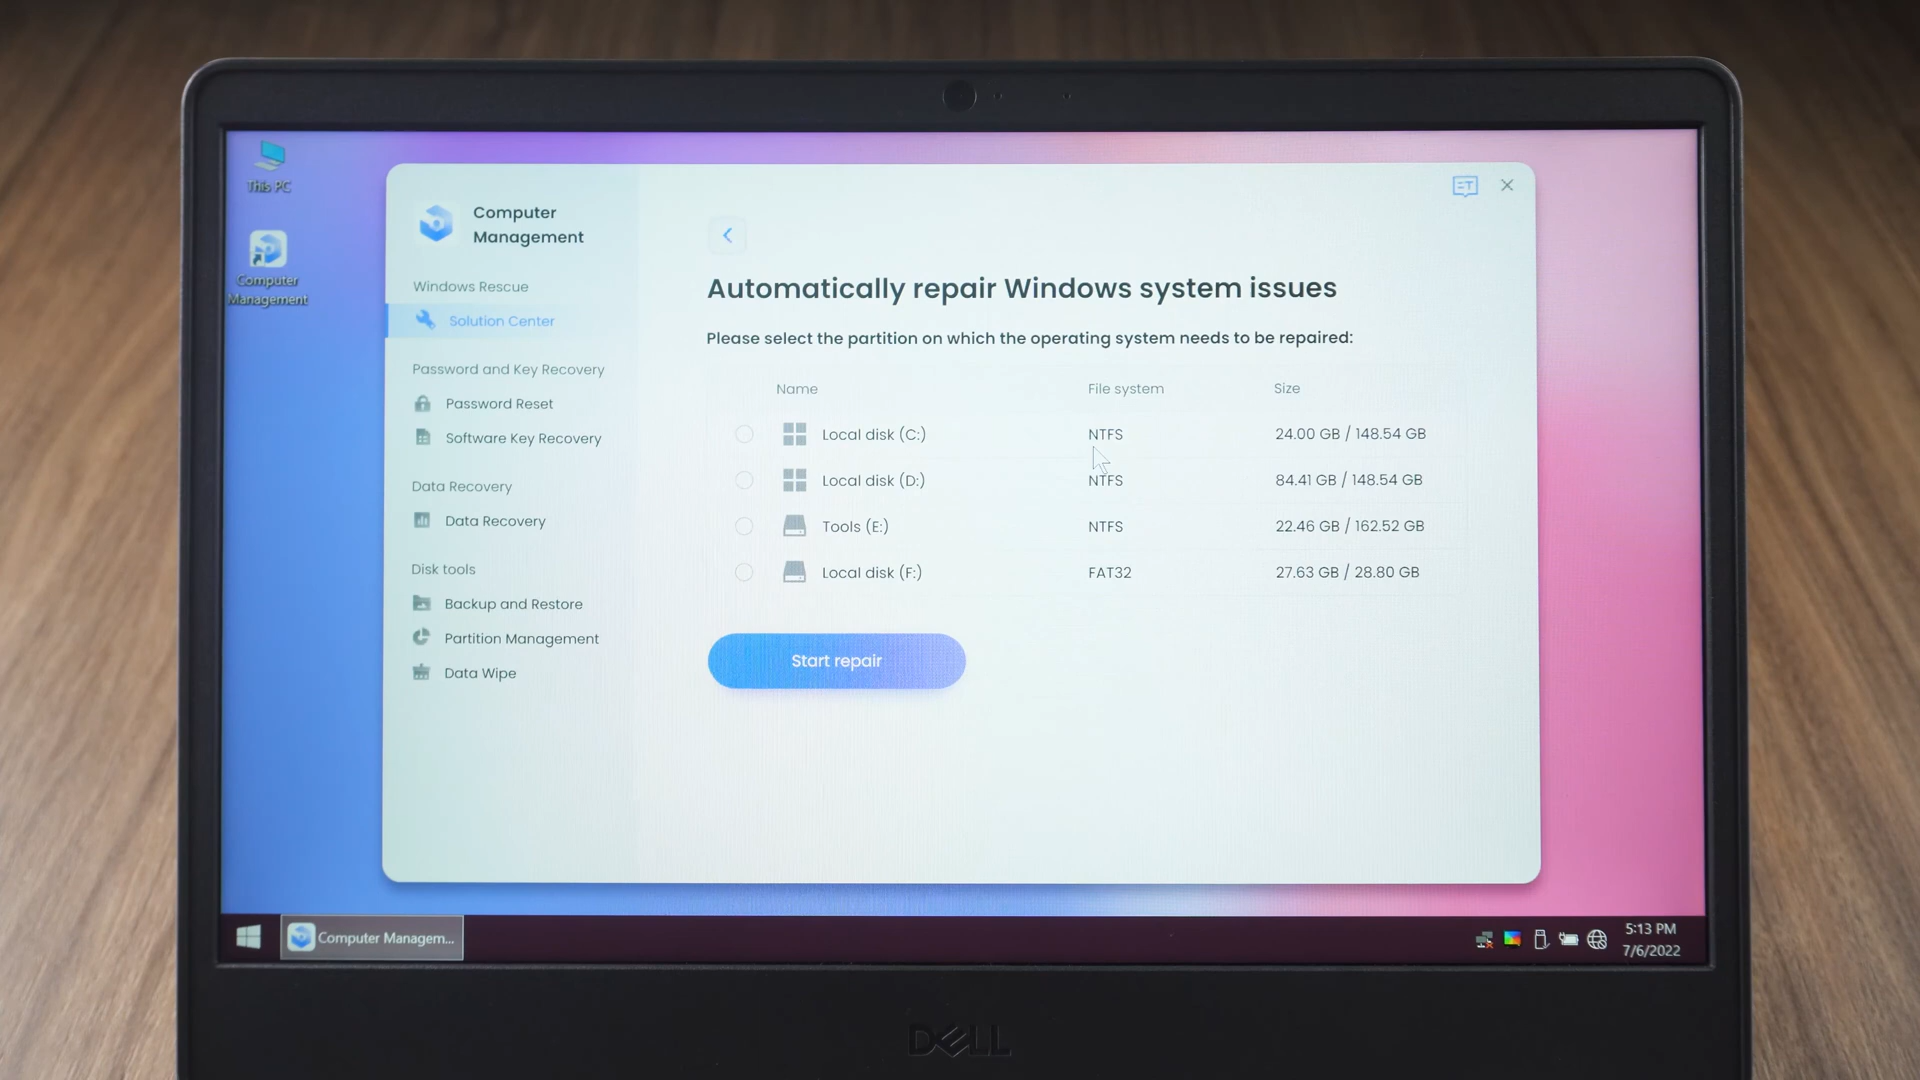 This PC
Computer
Management
Computer
Management
Windows Rescue
Solution Center
Password and Key Recovery
Password Reset
Software Key Recovery
Data Recovery
Data Recovery
Disk tools
Backup and Restore
Partition Management
Data Wipe
Automatically repair Windows system issues
Please select the partition on which the operating system needs to be repaired:
Name File system Size
Local disk (C:) NTFS 24.00 GB / 148.54 GB
Local disk (D:) NTFS 84.41 GB / 148.54 GB
Tools (E:) NTFS 22.46 GB / 162.52 GB
Local disk (F:) FAT32 27.63 GB / 28.80 GB
Start repair
Computer Managem...
5:13 PM
7/6/2022
DELL